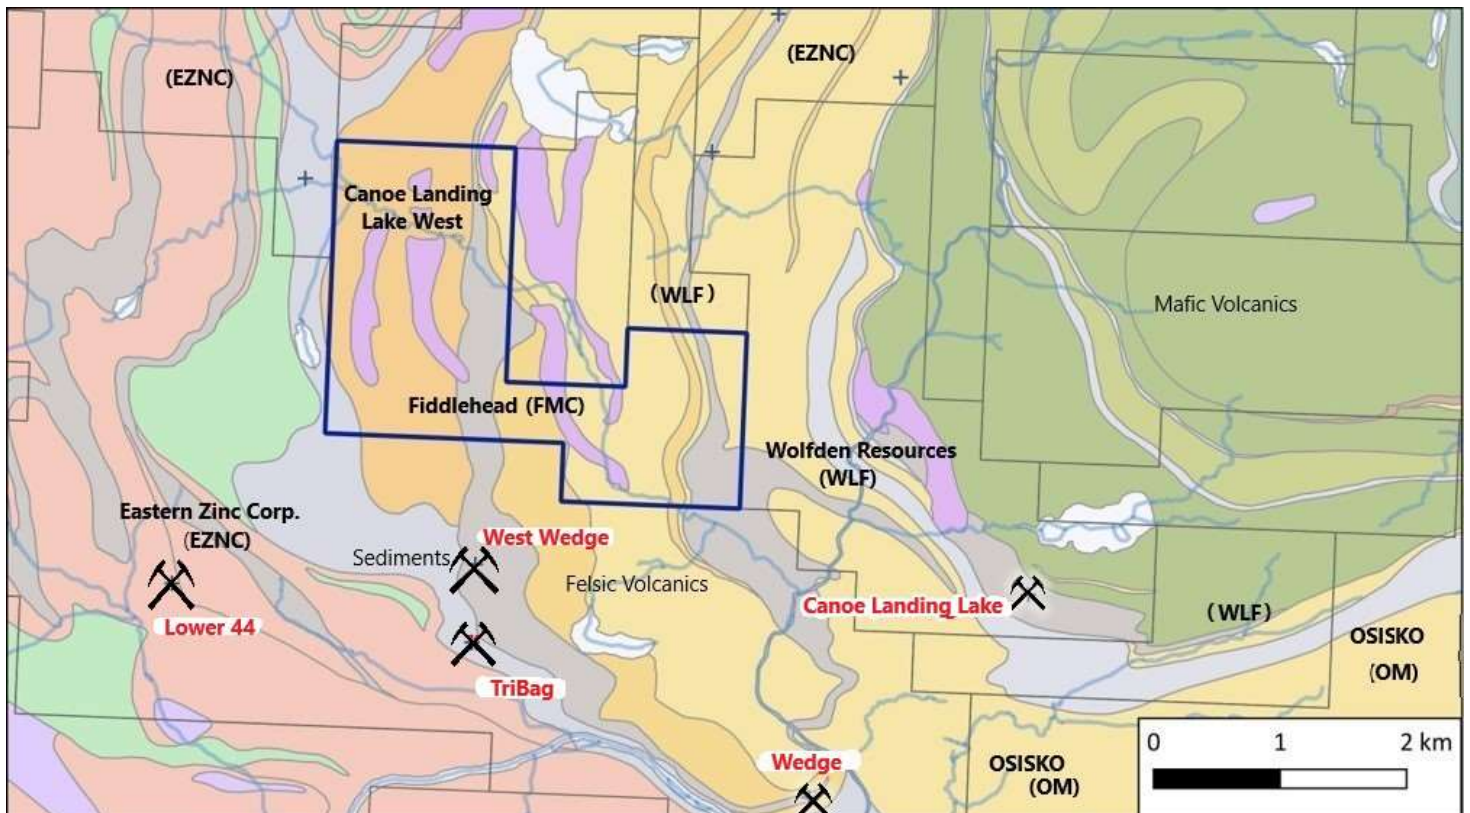 (EZNC)
(EZNC)
Canoe Landing
Lake West
(WLF)
Mafic Volcanics
Fiddlehead (FMC)
Wolfden Resources
(WLF)
Eastern Zinc Corp.
(EZNC)
West Wedge
Sediments
Felsic Volcanics
Canoe Landing Lake
(WLF)
Lower 44
OSISKO
(OM)
TriBag
Wedge
OSISKO
(OM)
0 1 2 km